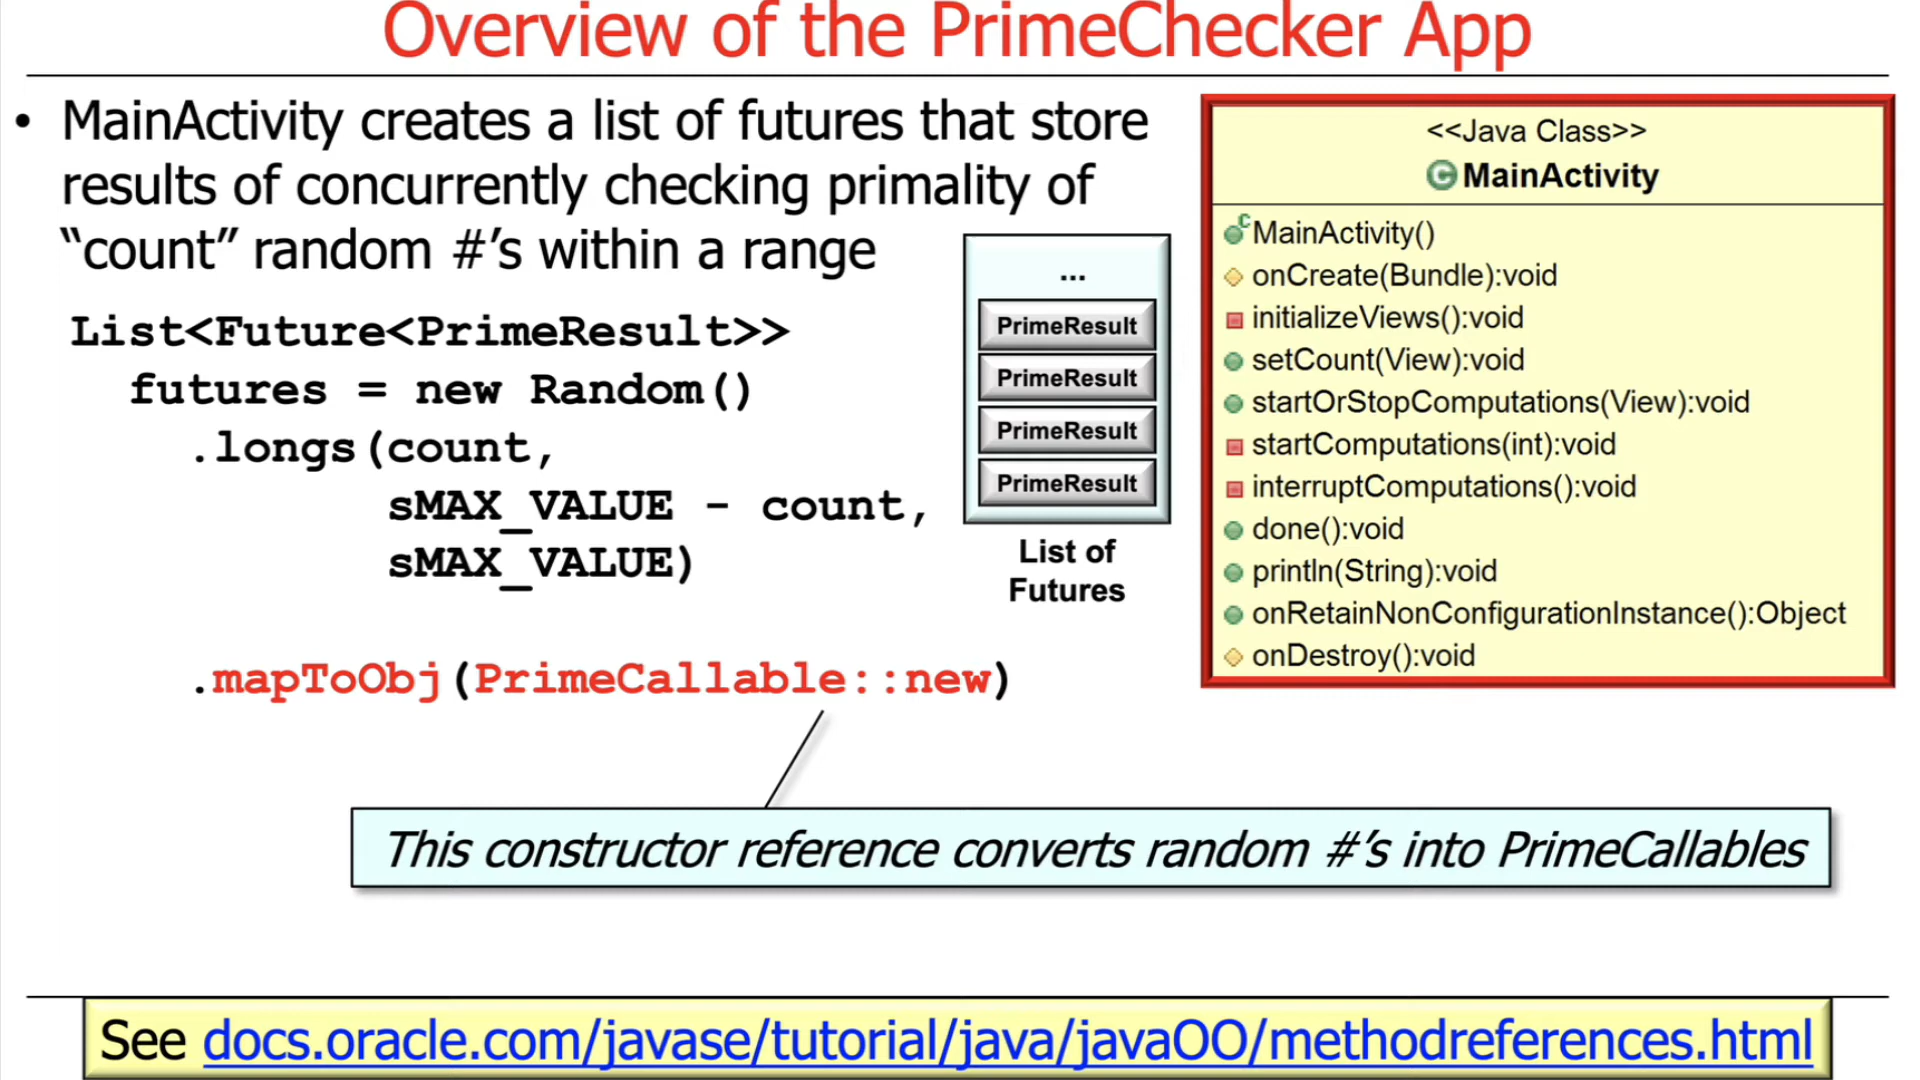 Overview of the PrimeChecker App
• MainActivity creates a list of futures that store
results of concurrently checking primality of
“count” random #’s within a range
List<Future<PrimeResult>>
futures = new Random()
.longs(count,
sMAX_VALUE - count,
sMAX_VALUE)
.mapToObj(PrimeCallable::new)
...
PrimeResult
PrimeResult
PrimeResult
PrimeResult
List of
Futures
<<Java Class>>
C MainActivity
C MainActivity()
onCreate(Bundle):void
initializeViews():void
setCount(View):void
startOrStopComputations(View):void
startComputations(int):void
interruptComputations():void
done():void
println(String):void
onRetainNonConfigurationInstance():Object
onDestroy():void
This constructor reference converts random #’s into PrimeCallables
See docs.oracle.com/javase/tutorial/java/javaOO/methodreferences.html